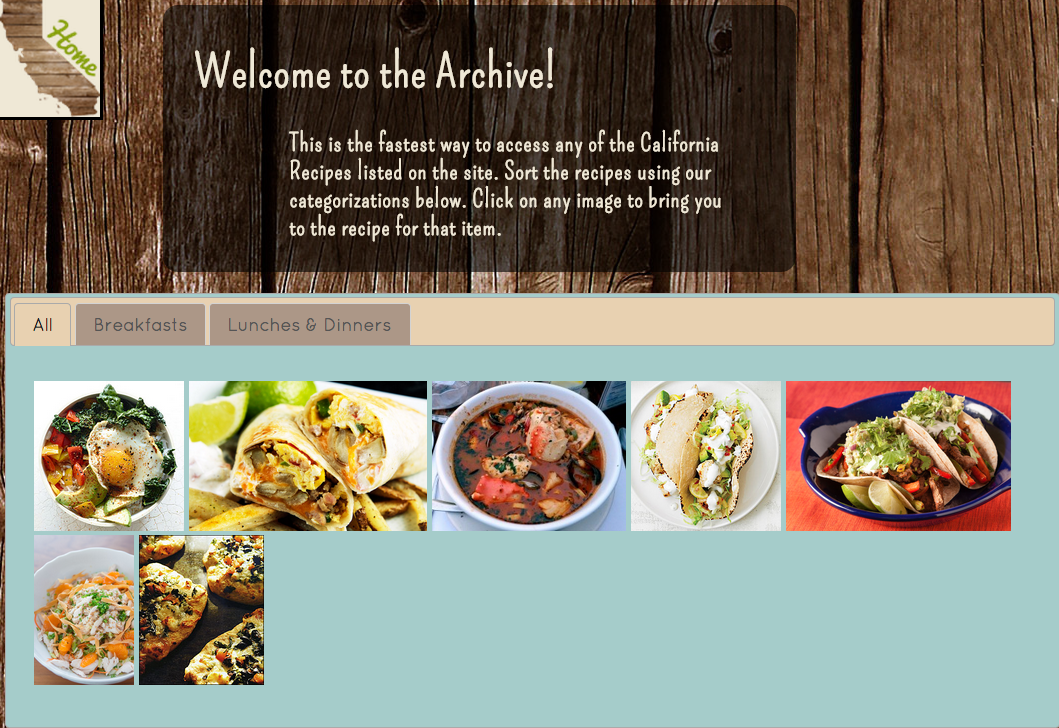 Home
Welcome to the Archive!
This is the fastest way to access any of the California
Recipes listed on the site. Sort the recipes using our
categorizations below. Click on any image to bring you
to the recipe for that item.
All
Breakfasts
Lunches & Dinners